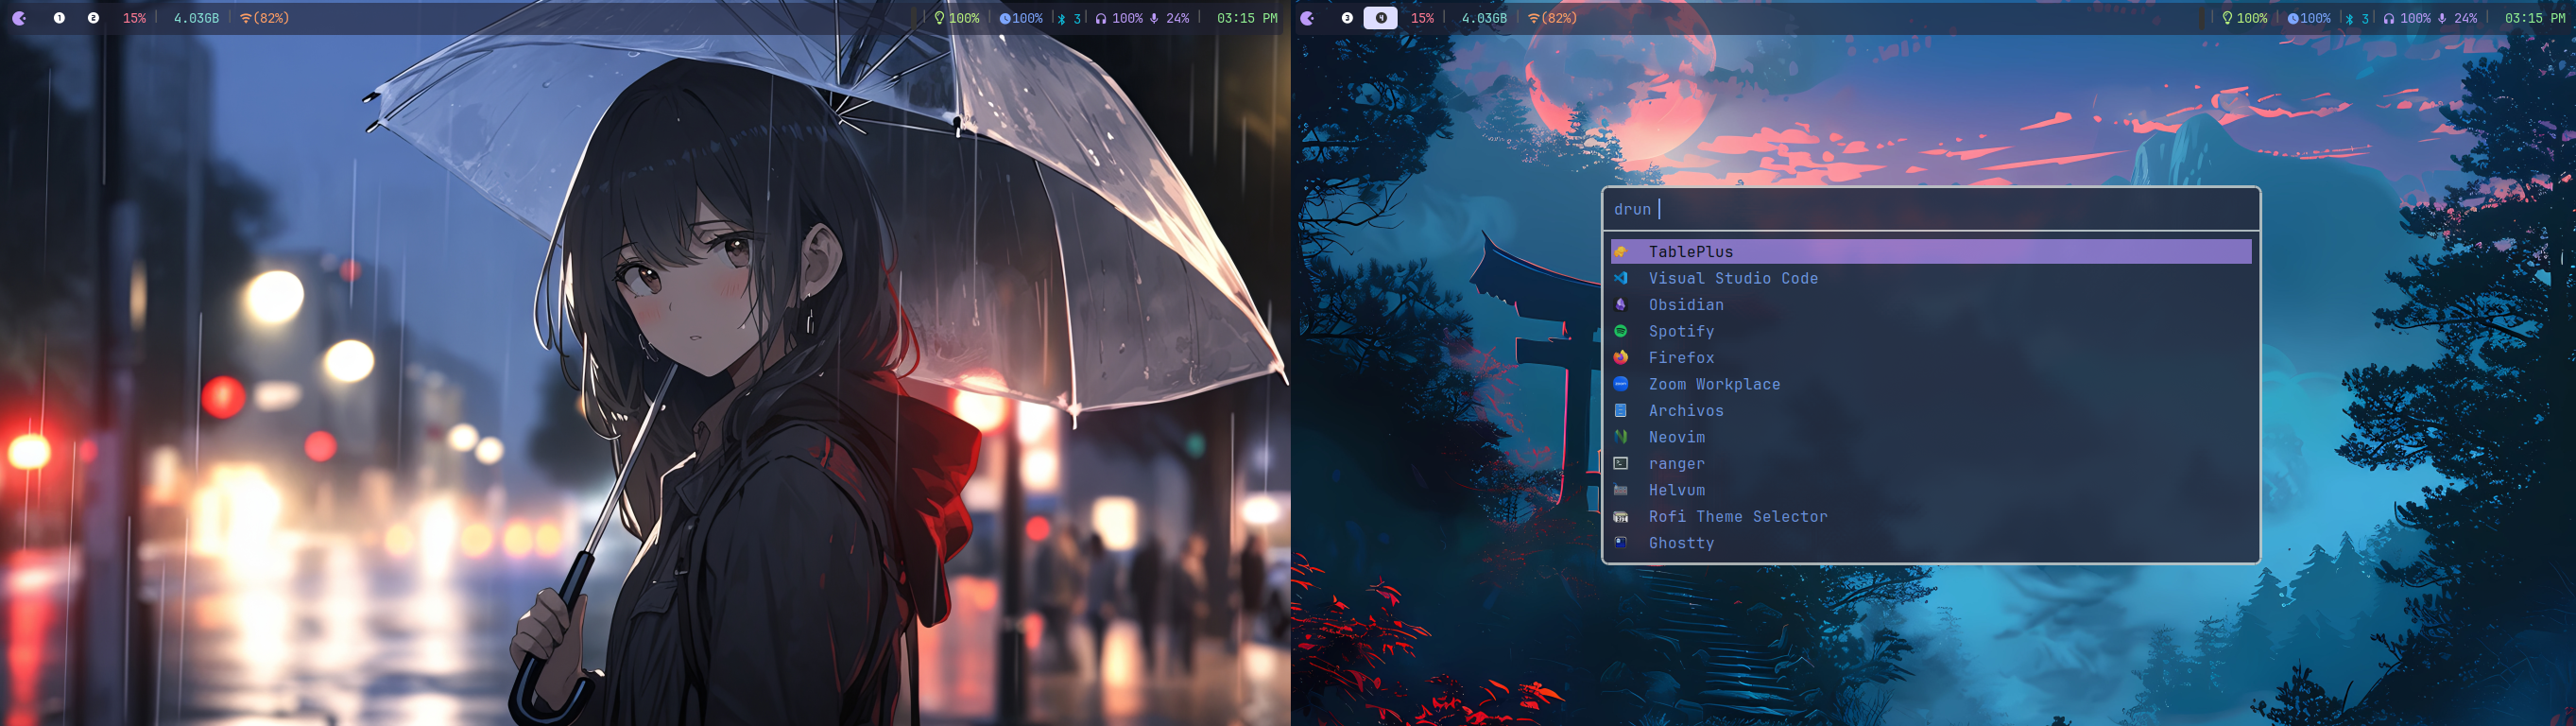 1 2 15% 4.03GB (82%) 100% 100% 3 100% 24% 03:15 PM
3 4 15% 4.03GB (82%) 100% 100% 3 100% 24% 03:15 PM
drun
TablePlus
Visual Studio Code
Obsidian
Spotify
Firefox
Zoom Workplace
Archivos
Neovim
ranger
Helvum
Rofi Theme Selector
Ghostty